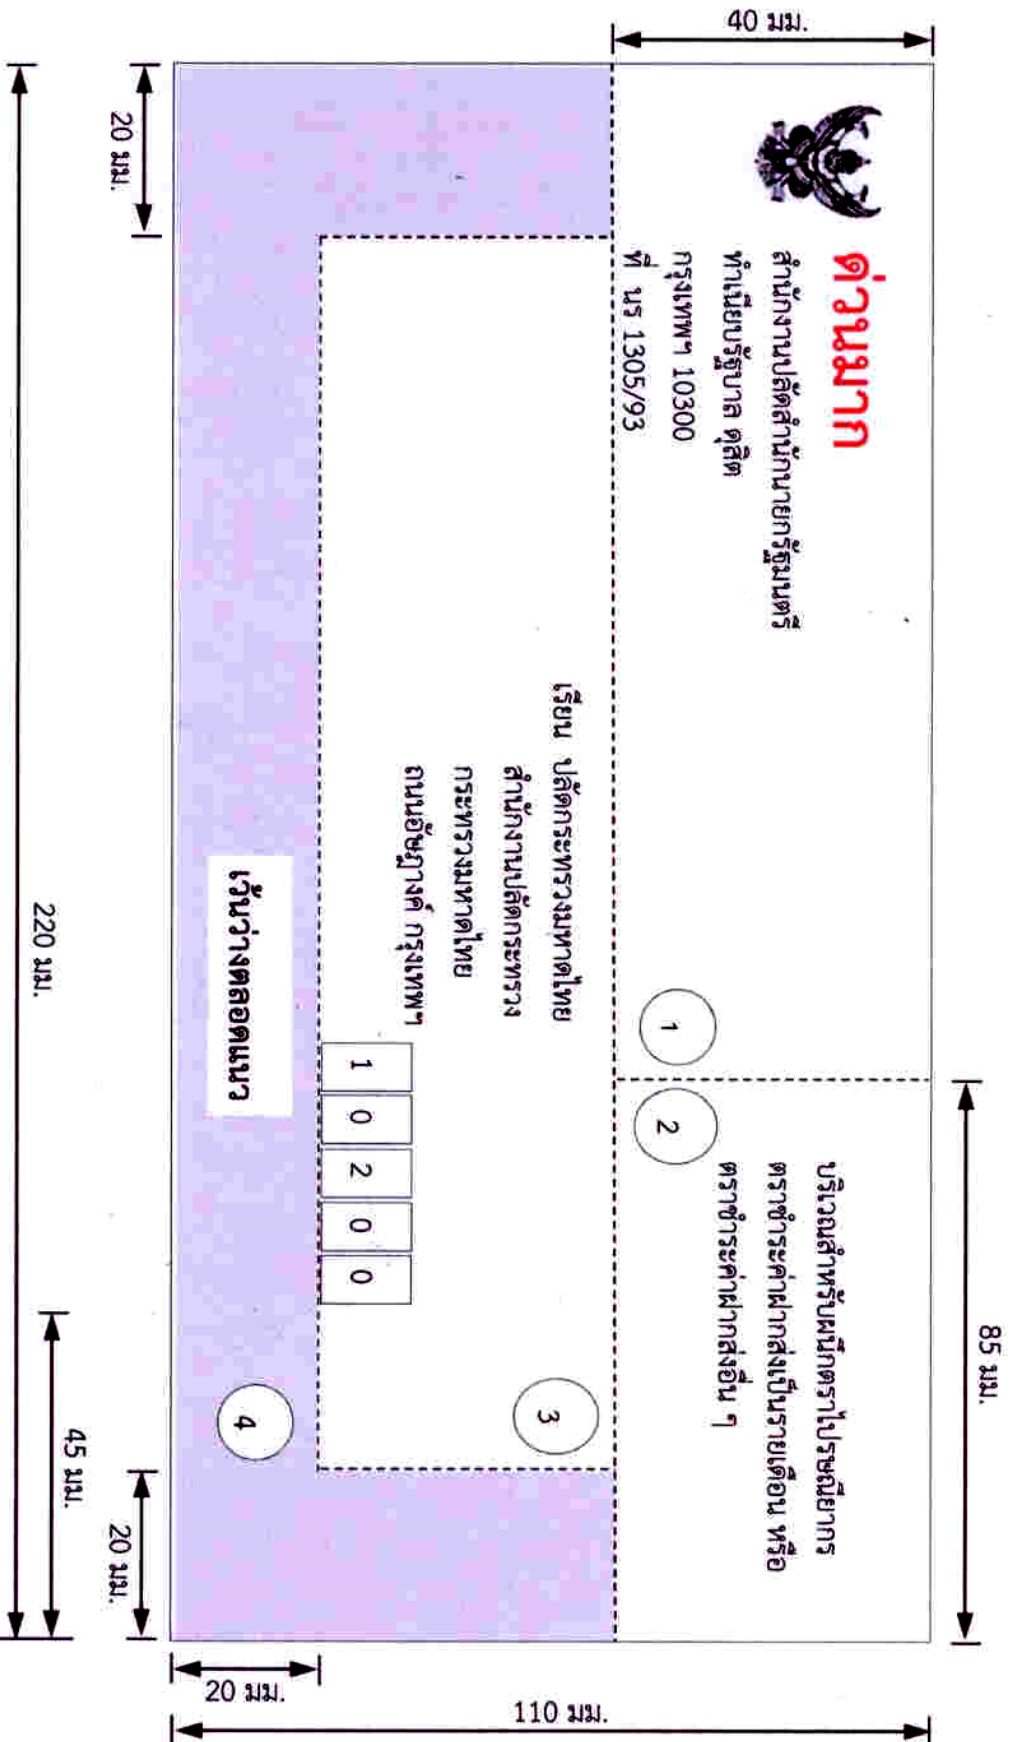 40 มม.
85 มม.
ด่วนมาก
สำนักงานปลัดสำนักนายกรัฐมนตรี
ทำเนียบรัฐบาล ดุสิต
กรุงเทพฯ 10300
ที่ นร 1305/93
1
2
บริเวณสำหรับผนึกตราไปรษณียากร
ตราชำระค่าฝากส่งเป็นรายเดือน หรือ
ตราชำระค่าฝากส่งอื่น ๆ
เรียน ปลัดกระทรวงมหาดไทย
สำนักงานปลัดกระทรวง
กระทรวงมหาดไทย
ถนนอัษฎางค์ กรุงเทพฯ
1 0 2 0 0
3
4
เว้นว่างตลอดแนว
20 มม.
20 มม.
45 มม.
220 มม.
20 มม.
110 มม.